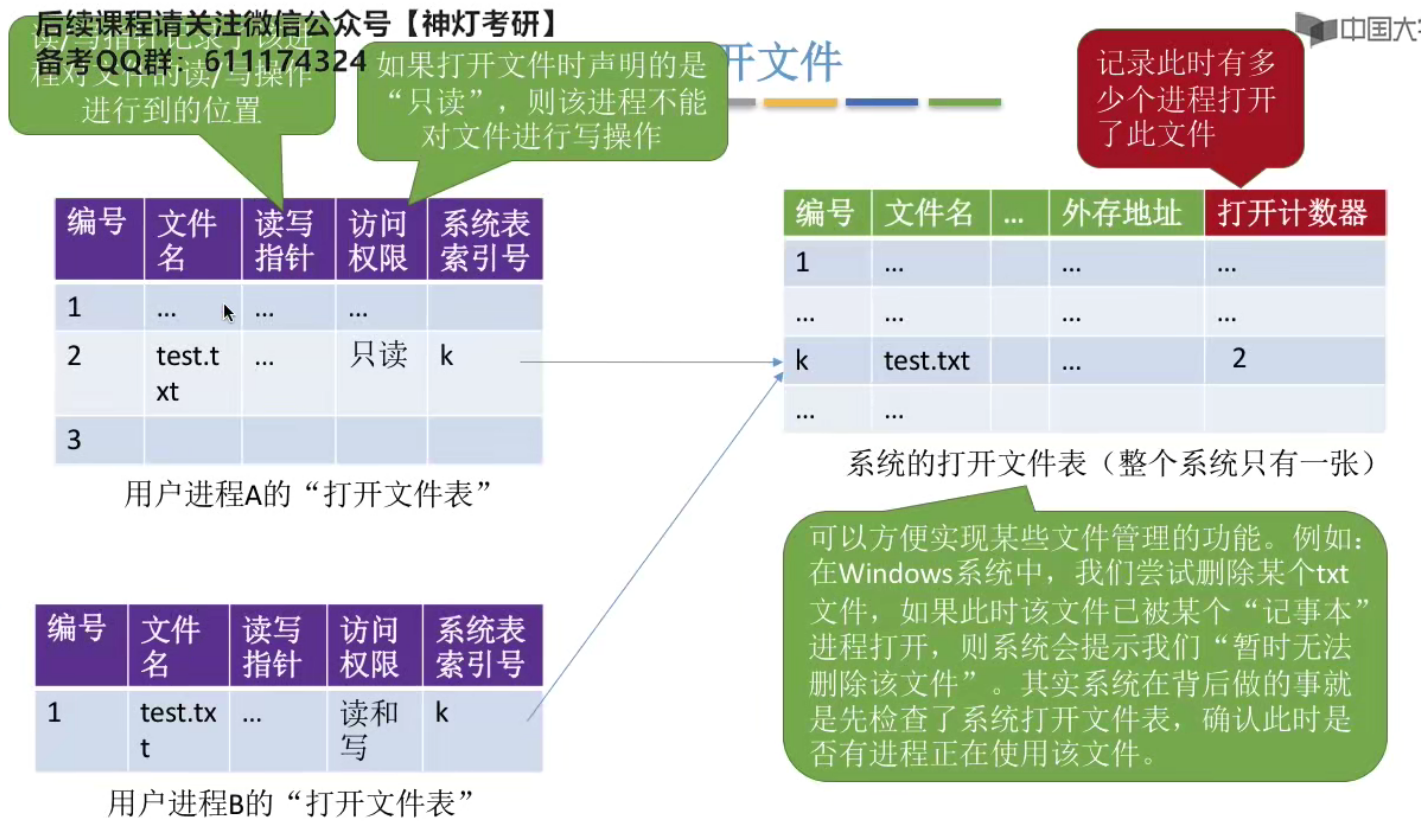 后续课程请关注微信公众号【神灯考研】
备考QQ群：611174324
读/写指针记录了该进
程对文件的读/写操作
进行到的位置
如果打开文件时声明的是
“只读”，则该进程不能
对文件进行写操作
开文件
中国大学
记录此时有多
少个进程打开
了此文件
编号 文件名 读写指针 访问权限 系统表索引号
1 ... ... ...
2 test.txt ... 只读 k
3
用户进程A的“打开文件表”
编号 文件名 ... 外存地址 打开计数器
1 ... ... ...
... ... ... ...
k test.txt ... 2
... ...
系统的打开文件表（整个系统只有一张）
可以方便实现某些文件管理的功能。例如：
在Windows系统中，我们尝试删除某个txt
文件，如果此时该文件已被某个“记事本”
进程打开，则系统会提示我们“暂时无法
删除该文件”。其实系统在背后做的事就
是先检查了系统打开文件表，确认此时是
否有进程正在使用该文件。
编号 文件名 读写指针 访问权限 系统表索引号
1 test.txt ... 读和写 k
用户进程B的“打开文件表”